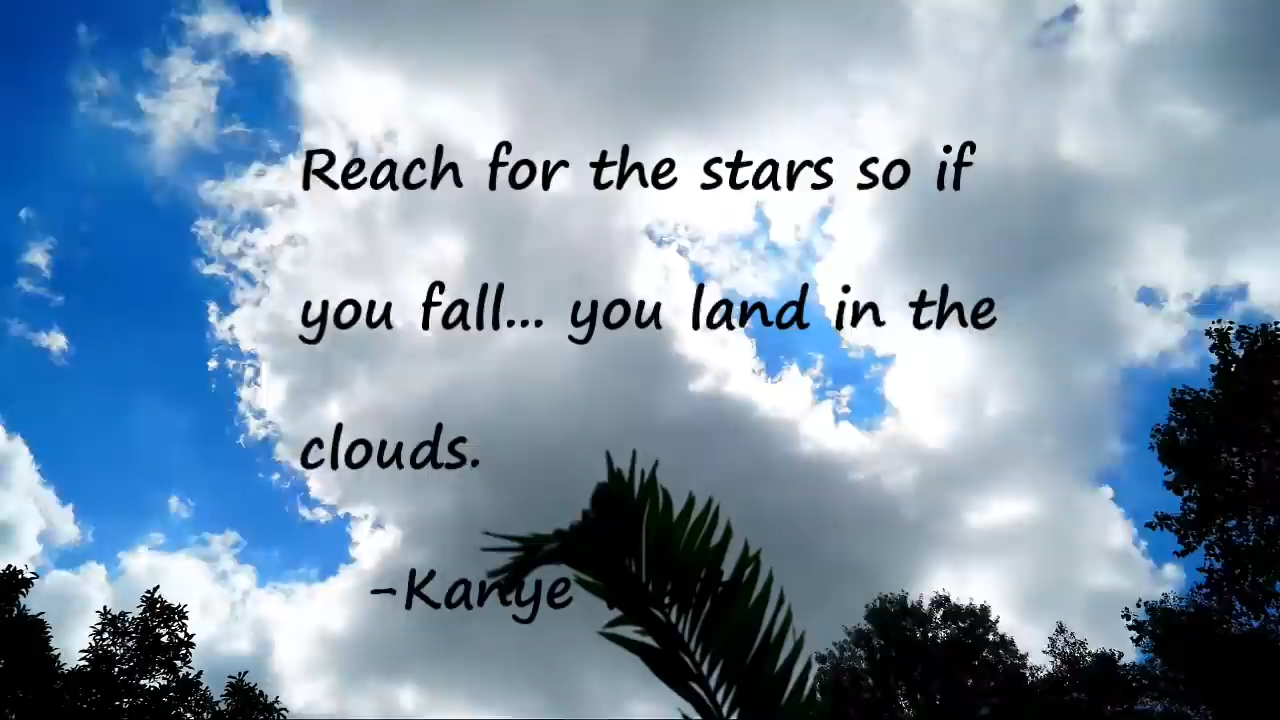 Reach for the stars so if
you fall... you land in the
clouds.
-Kanye